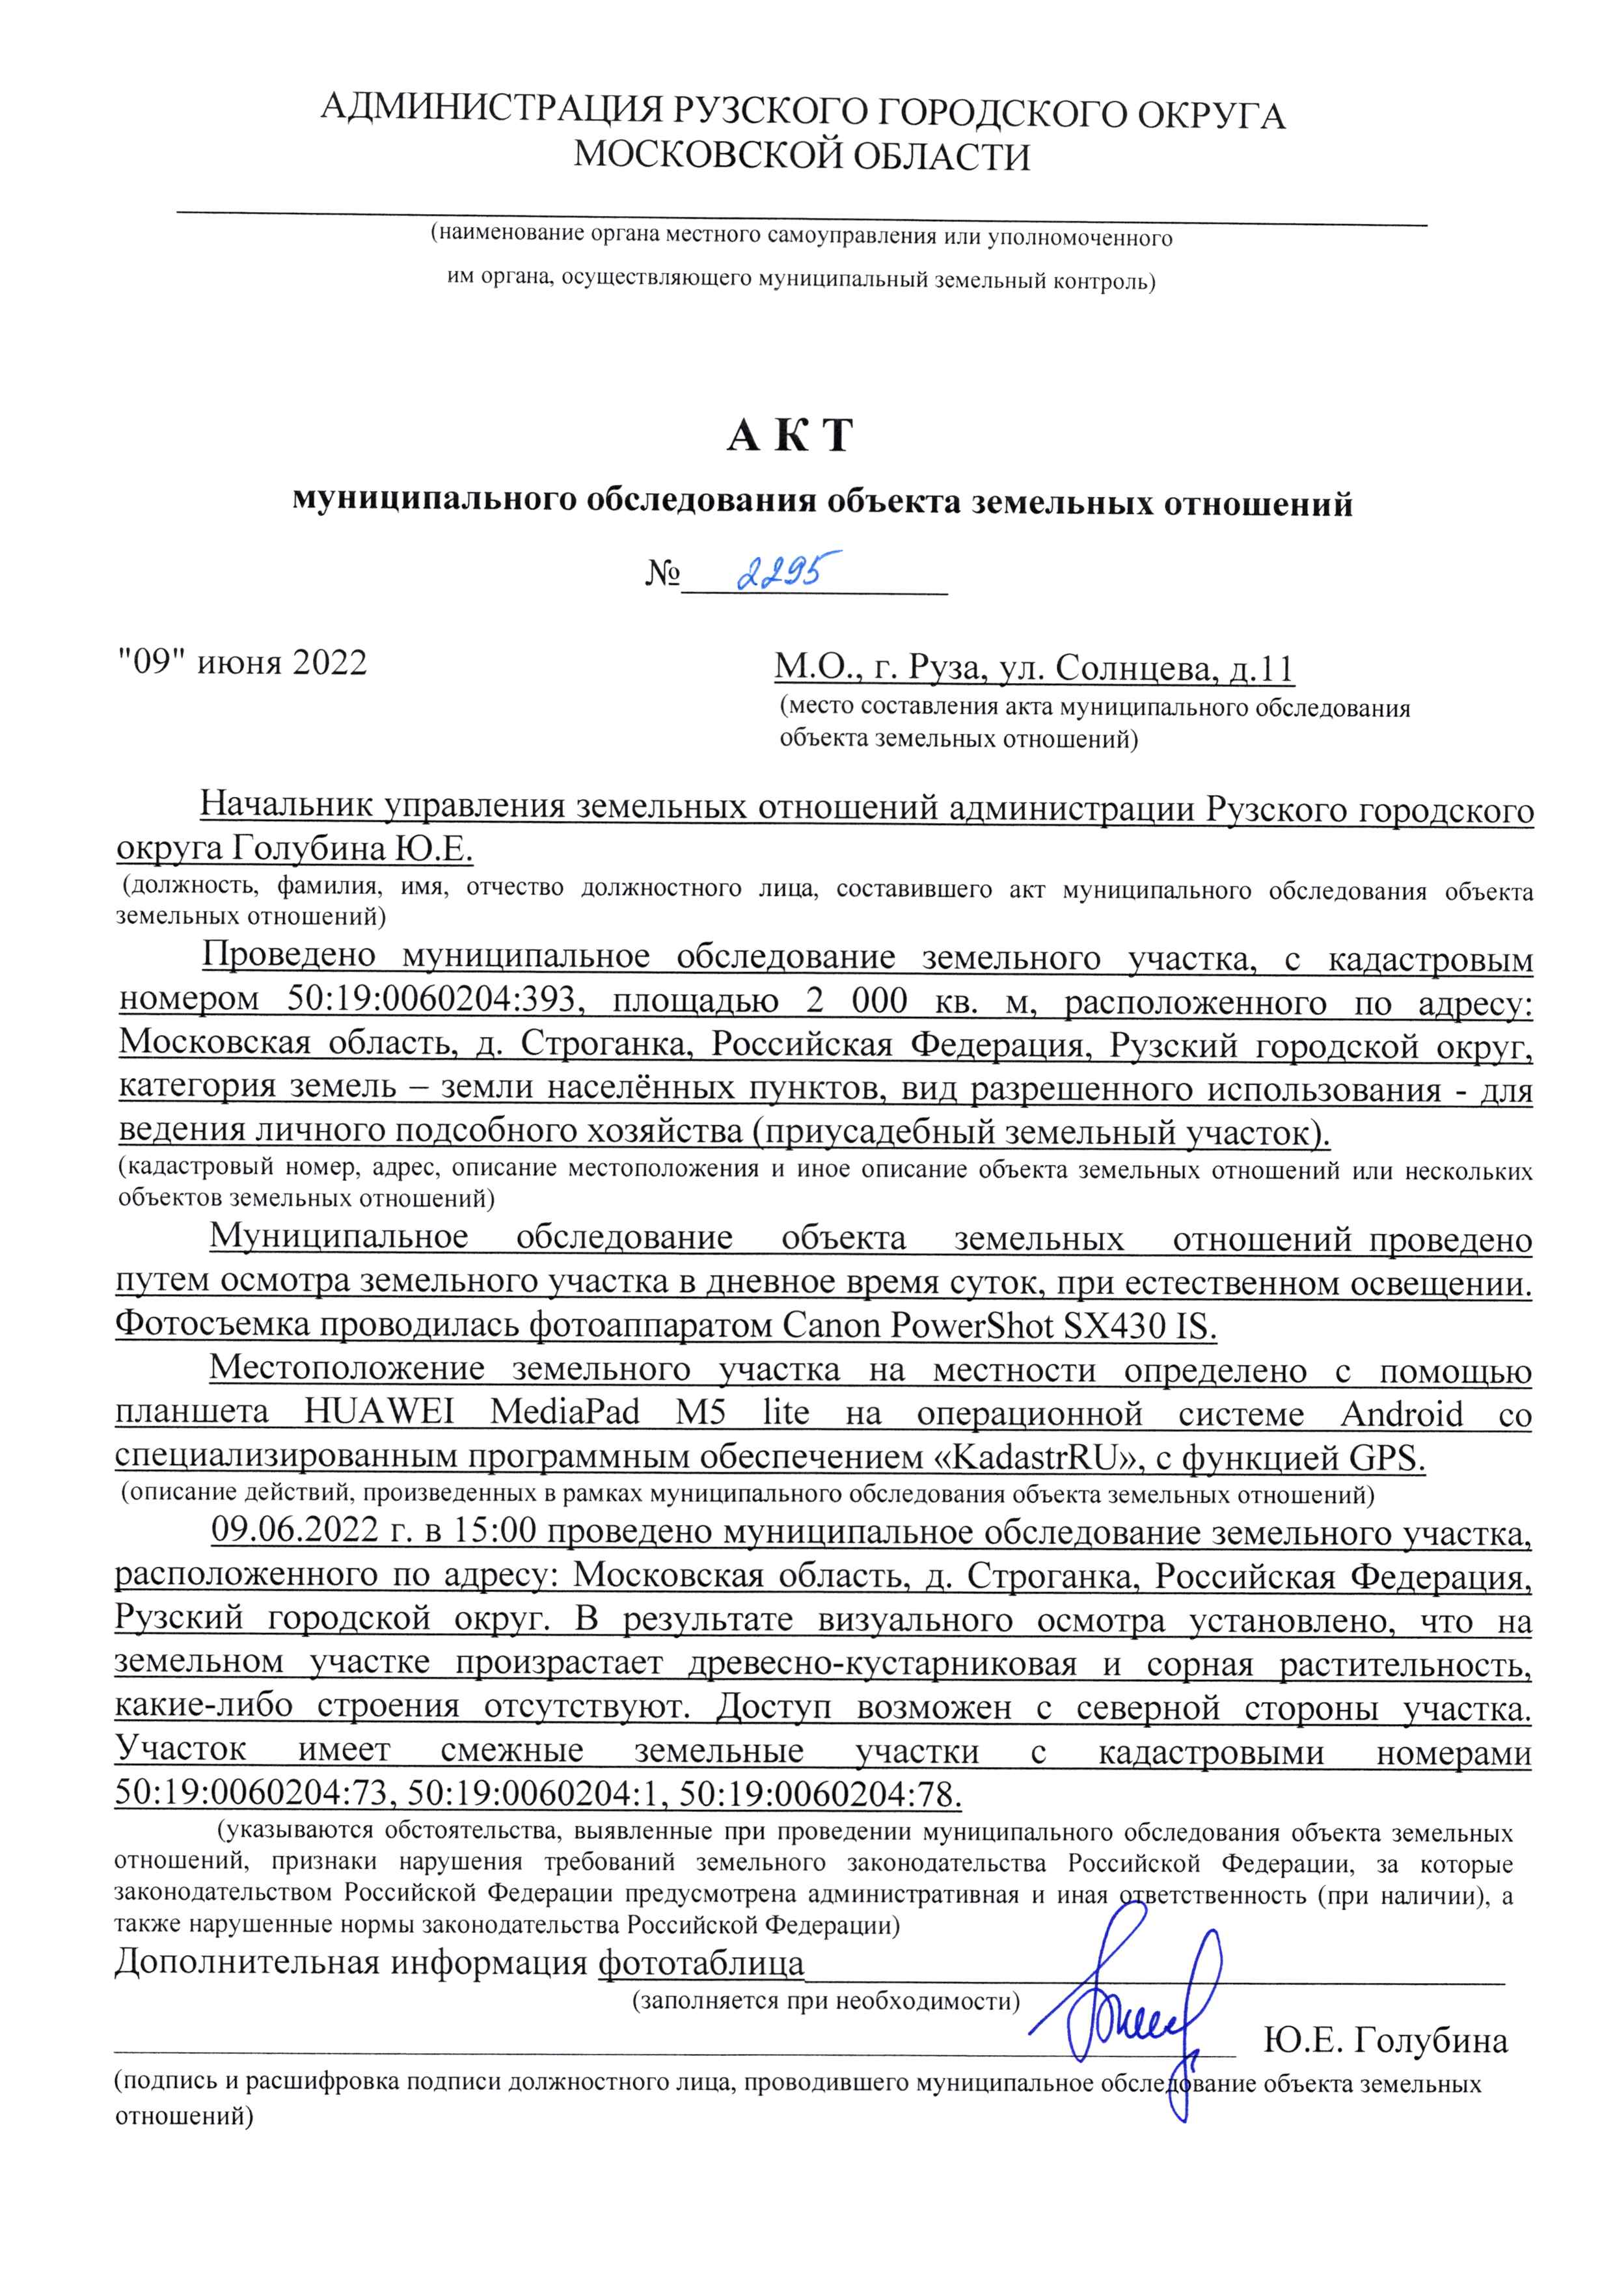 АДМИНИСТРАЦИЯ РУЗСКОГО ГОРОДСКОГО ОКРУГА
МОСКОВСКОЙ ОБЛАСТИ
(наименование органа местного самоуправления или уполномоченного
им органа, осуществляющего муниципальный земельный контроль)
А К Т
муниципального обследования объекта земельных отношений
№ 2295
"09" июня 2022
М.О., г. Руза, ул. Солнцева, д.11
(место составления акта муниципального обследования
объекта земельных отношений)
Начальник управления земельных отношений администрации Рузского городского
округа Голубина Ю.Е.
(должность, фамилия, имя, отчество должностного лица, составившего акт муниципального обследования объекта
земельных отношений)
Проведено муниципальное обследование земельного участка, с кадастровым
номером 50:19:0060204:393, площадью 2 000 кв. м, расположенного по адресу:
Московская область, д. Строганка, Российская Федерация, Рузский городской округ,
категория земель – земли населённых пунктов, вид разрешенного использования - для
ведения личного подсобного хозяйства (приусадебный земельный участок).
(кадастровый номер, адрес, описание местоположения и иное описание объекта земельных отношений или нескольких
объектов земельных отношений)
Муниципальное обследование объекта земельных отношений проведено
путем осмотра земельного участка в дневное время суток, при естественном освещении.
Фотосъемка проводилась фотоаппаратом Canon PowerShot SX430 IS.
Местоположение земельного участка на местности определено с помощью
планшета HUAWEI MediaPad M5 lite на операционной системе Android со
специализированным программным обеспечением «KadastrRU», с функцией GPS.
(описание действий, произведенных в рамках муниципального обследования объекта земельных отношений)
09.06.2022 г. в 15:00 проведено муниципальное обследование земельного участка,
расположенного по адресу: Московская область, д. Строганка, Российская Федерация,
Рузский городской округ. В результате визуального осмотра установлено, что на
земельном участке произрастает древесно-кустарниковая и сорная растительность,
какие-либо строения отсутствуют. Доступ возможен с северной стороны участка.
Участок имеет смежные земельные участки с кадастровыми номерами
50:19:0060204:73, 50:19:0060204:1, 50:19:0060204:78.
(указываются обстоятельства, выявленные при проведении муниципального обследования объекта земельных
отношений, признаки нарушения требований земельного законодательства Российской Федерации, за которые
законодательством Российской Федерации предусмотрена административная и иная ответственность (при наличии), а
также нарушенные нормы законодательства Российской Федерации)
Дополнительная информация фототаблица
(заполняется при необходимости)
Ю.Е. Голубина
(подпись и расшифровка подписи должностного лица, проводившего муниципальное обследование объекта земельных
отношений)